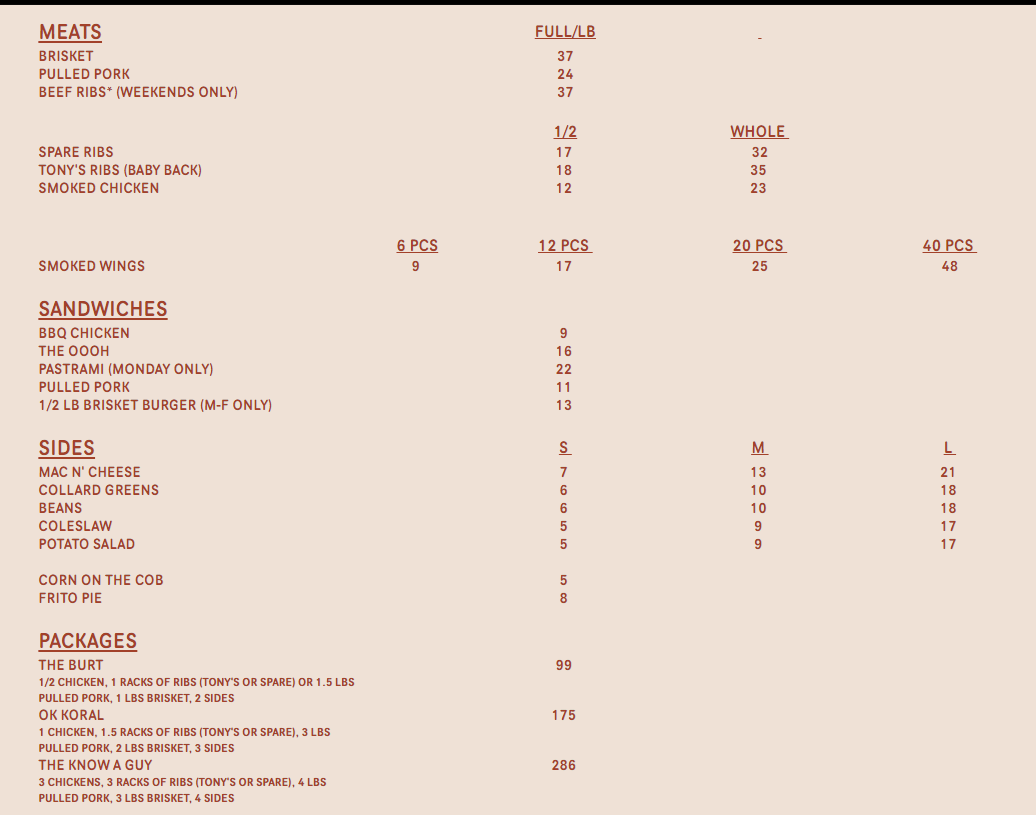 MEATS FULL/LB -
BRISKET 37
PULLED PORK 24
BEEF RIBS* (WEEKENDS ONLY) 37
1/2 WHOLE
SPARE RIBS 17 32
TONY'S RIBS (BABY BACK) 18 35
SMOKED CHICKEN 12 23
6 PCS 12 PCS 20 PCS 40 PCS
SMOKED WINGS 9 17 25 48
SANDWICHES
BBQ CHICKEN 9
THE OOOH 16
PASTRAMI (MONDAY ONLY) 22
PULLED PORK 11
1/2 LB BRISKET BURGER (M-F ONLY) 13
SIDES S M L
MAC N' CHEESE 7 13 21
COLLARD GREENS 6 10 18
BEANS 6 10 18
COLESLAW 5 9 17
POTATO SALAD 5 9 17
CORN ON THE COB 5
FRITO PIE 8
PACKAGES
THE BURT 99
1/2 CHICKEN, 1 RACKS OF RIBS (TONY'S OR SPARE) OR 1.5 LBS
PULLED PORK, 1 LBS BRISKET, 2 SIDES
OK KORAL 175
1 CHICKEN, 1.5 RACKS OF RIBS (TONY'S OR SPARE), 3 LBS
PULLED PORK, 2 LBS BRISKET, 3 SIDES
THE KNOW A GUY 286
3 CHICKENS, 3 RACKS OF RIBS (TONY'S OR SPARE), 4 LBS
PULLED PORK, 3 LBS BRISKET, 4 SIDES